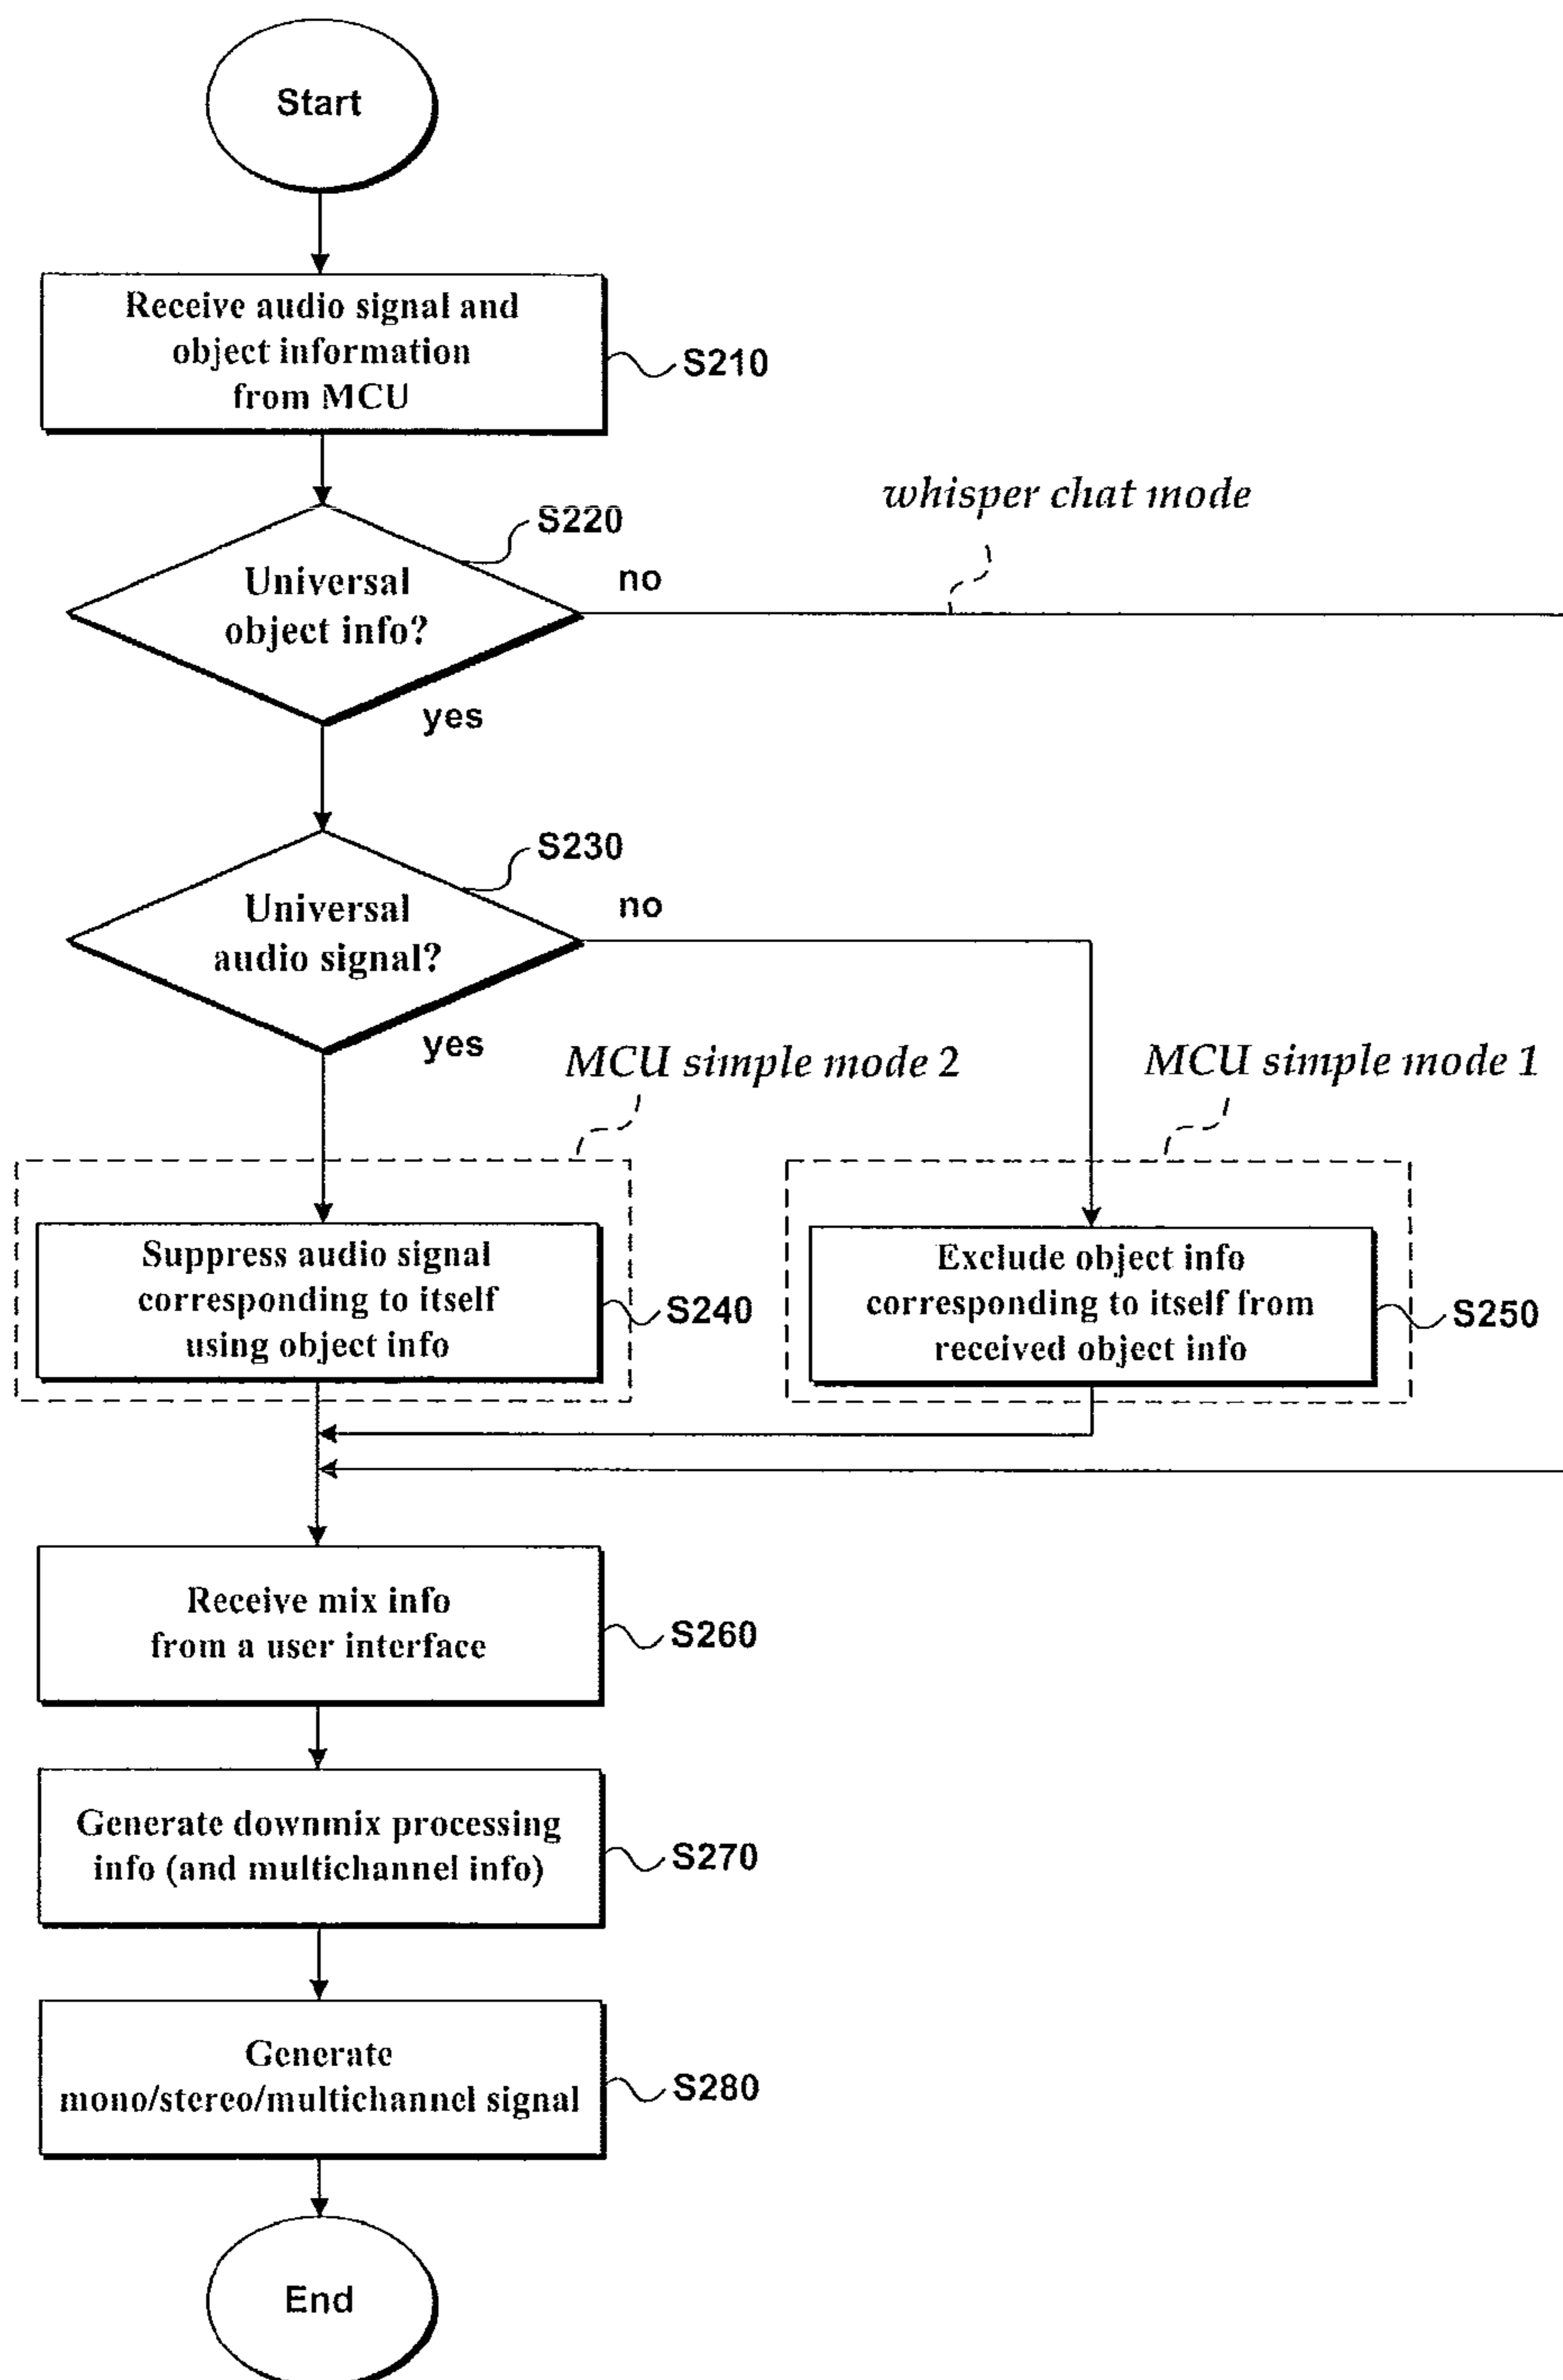 Start
Receive audio signal and
object information
from MCU
S210
whisper chat mode
S220
Universal
object info?
no
yes
S230
Universal
audio signal?
no
yes
MCU simple mode 2
MCU simple mode 1
Suppress audio signal
corresponding to itself
using object info
S240
Exclude object info
corresponding to itself from
received object info
S250
Receive mix info
from a user interface
S260
Generate downmix processing
info (and multichannel info)
S270
Generate
mono/stereo/multichannel signal
S280
End